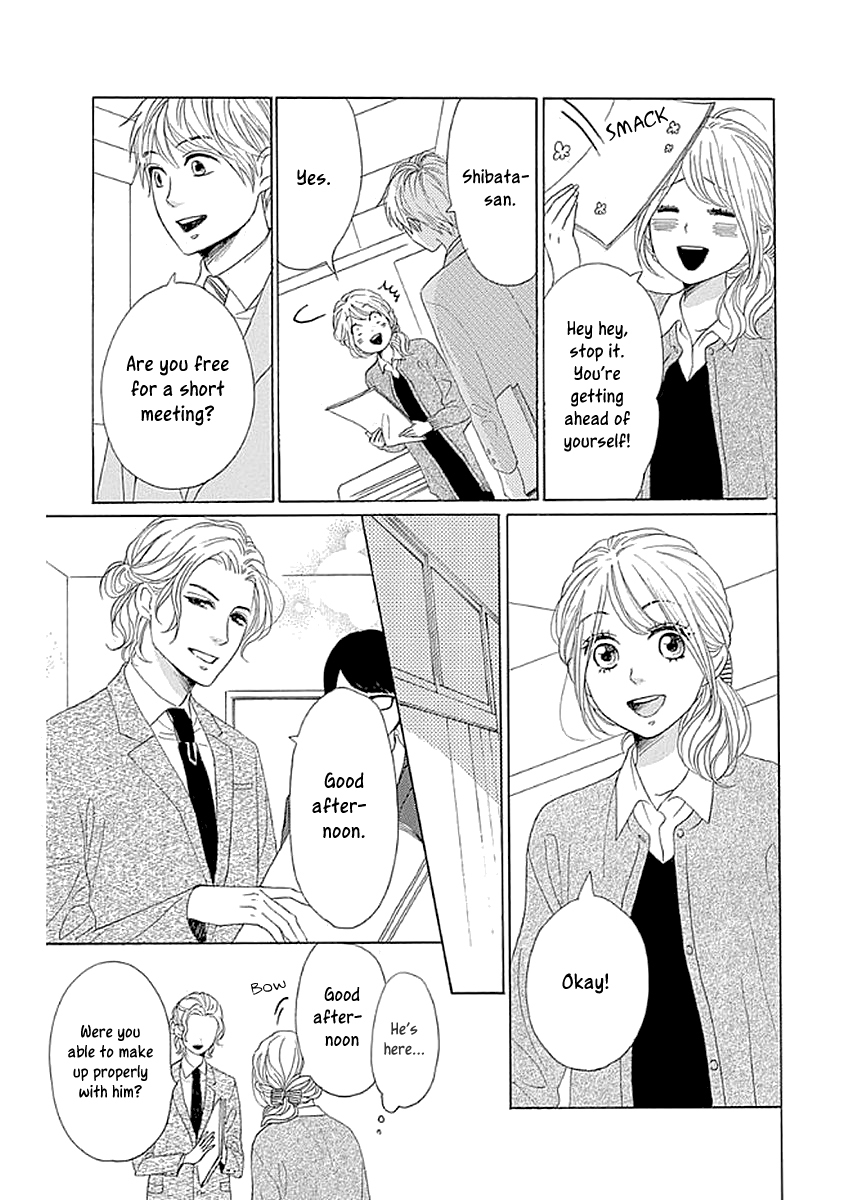 SMACK
Hey hey,
stop it.
You're
getting
ahead of
yourself!
Shibata-
san.
Yes.
Are you free
for a short
meeting?
Okay!
Good
after-
noon.
He's
here...
Good
after-
noon
BOW
Were you
able to make
up properly
with him?